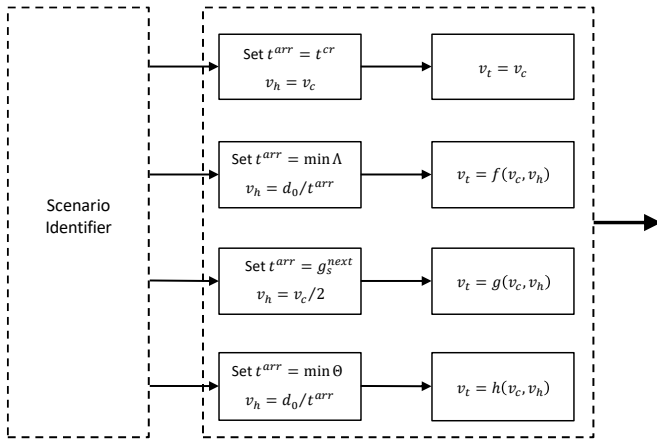 Scenario
Identifier
Set t^{arr} = t^{cr}
v_h = v_c
v_t = v_c
Set t^{arr} = min Λ
v_h = d_0/t^{arr}
v_t = f(v_c, v_h)
Set t^{arr} = g_s^{next}
v_h = v_c/2
v_t = g(v_c, v_h)
Set t^{arr} = min Θ
v_h = d_0/t^{arr}
v_t = h(v_c, v_h)